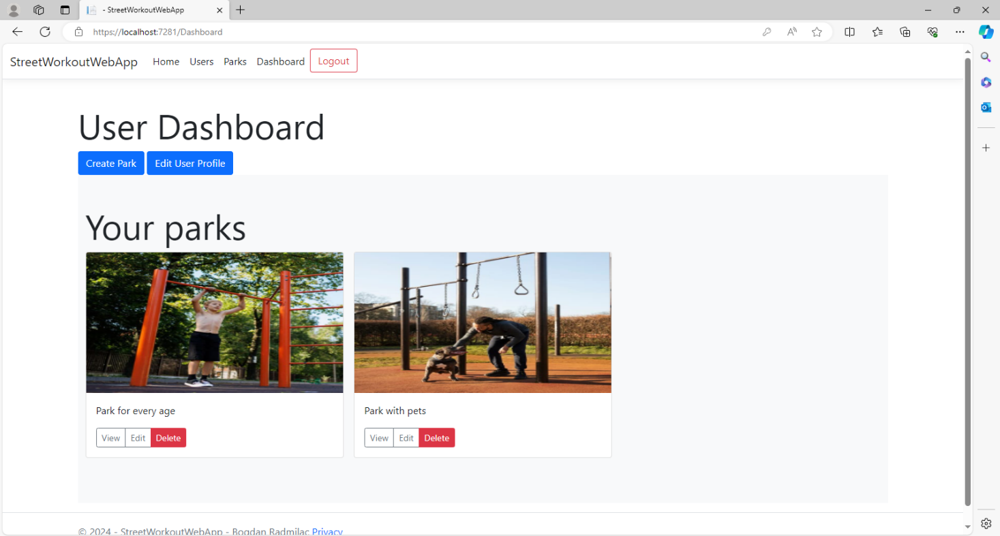 - StreetWorkoutWebApp
https://localhost:7281/Dashboard
StreetWorkoutWebApp Home Users Parks Dashboard Logout
User Dashboard
Create Park Edit User Profile
Your parks
Park for every age
View Edit Delete
Park with pets
View Edit Delete
© 2024 - StreetWorkoutWebApp - Bogdan Radmilac Privacy